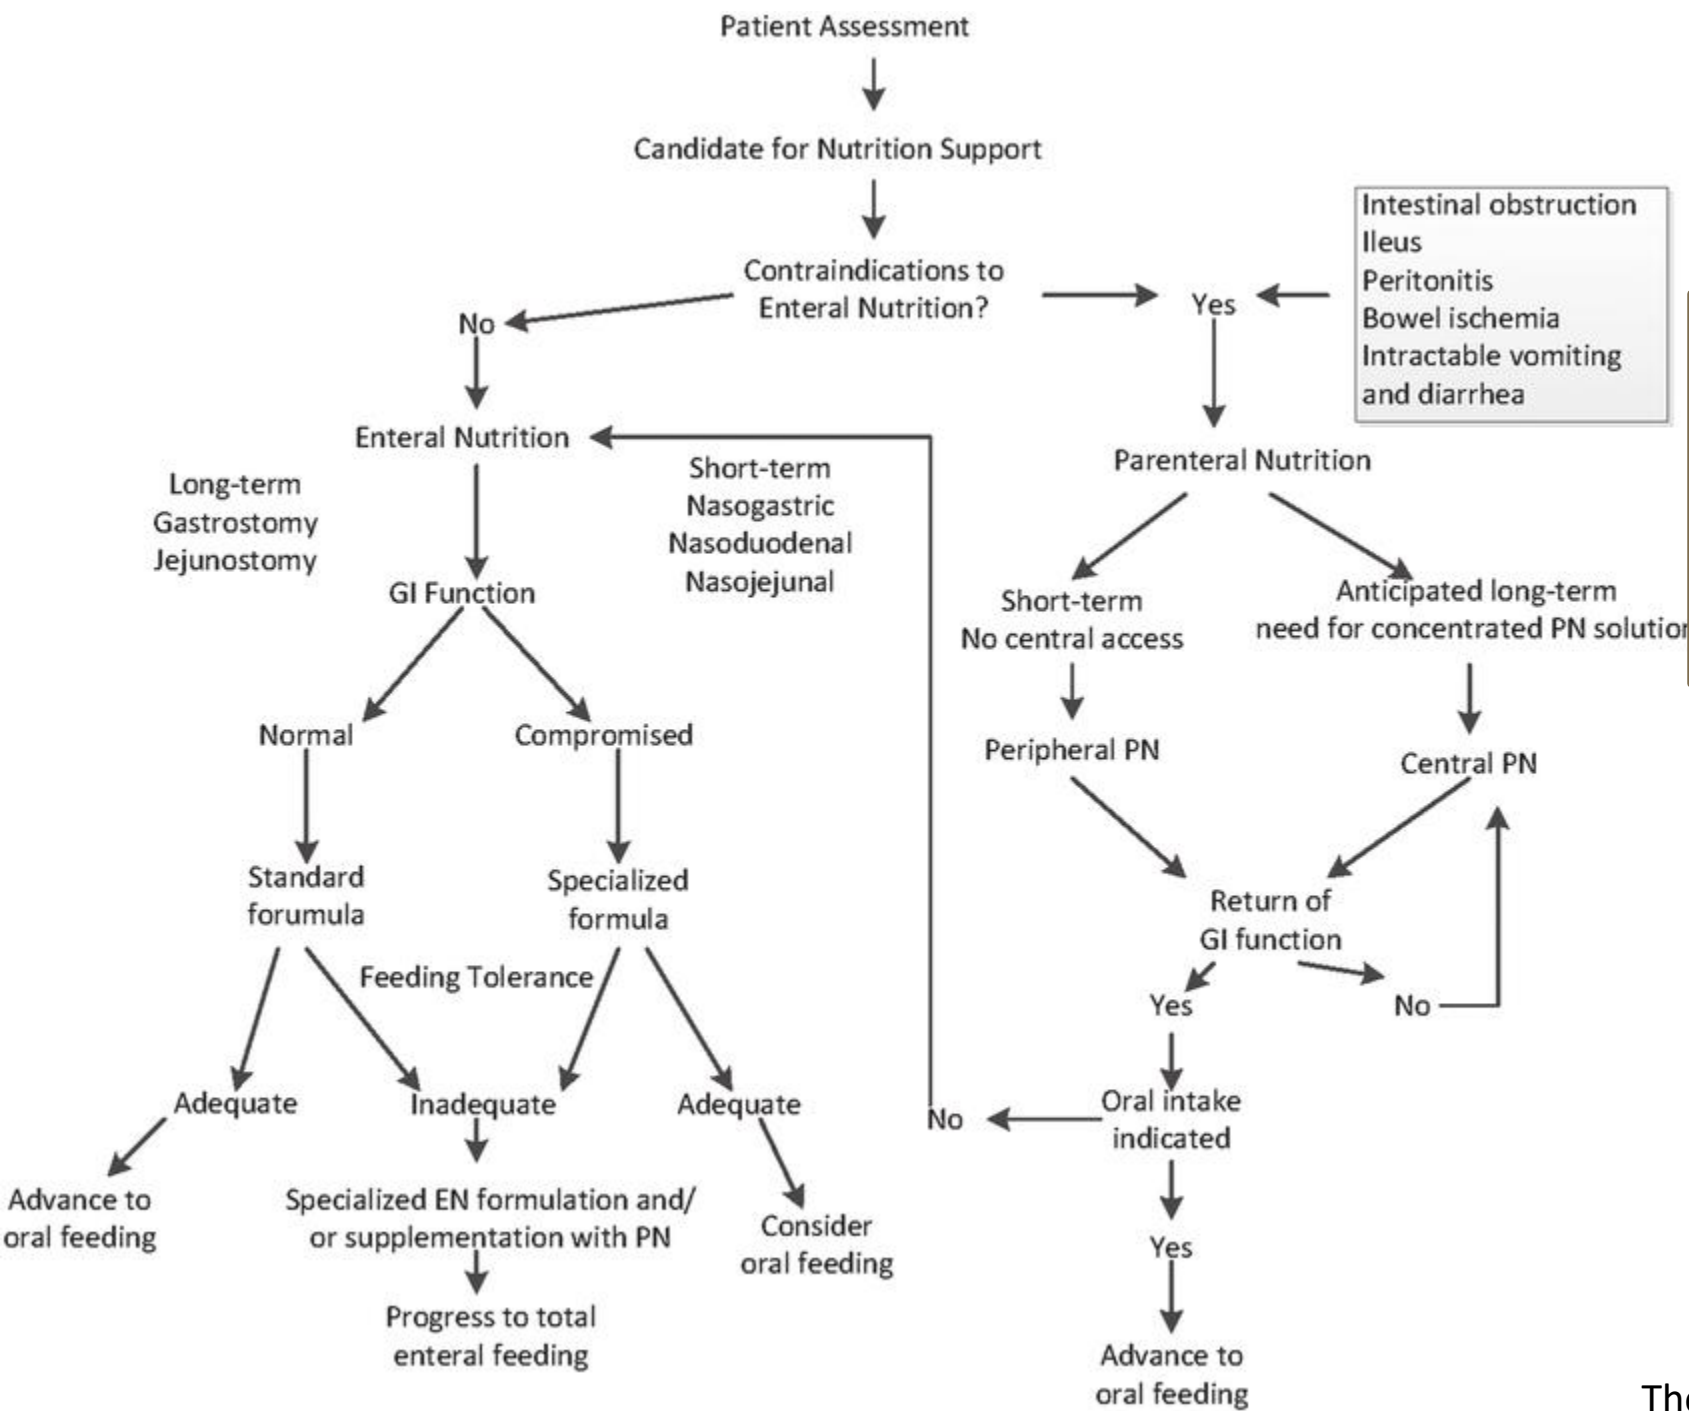 Patient Assessment
Candidate for Nutrition Support
Contraindications to
Enteral Nutrition?
No
Yes
Intestinal obstruction
Ileus
Peritonitis
Bowel ischemia
Intractable vomiting
and diarrhea
Enteral Nutrition
Parenteral Nutrition
Long-term
Gastrostomy
Jejunostomy
Short-term
Nasogastric
Nasoduodenal
Nasojejunal
GI Function
Short-term
No central access
Anticipated long-term
need for concentrated PN solution
Normal
Compromised
Peripheral PN
Central PN
Standard
forumula
Specialized
formula
Return of
GI function
Feeding Tolerance
Yes
No
Adequate
Inadequate
Adequate
No
Oral intake
indicated
Advance to
oral feeding
Specialized EN formulation and/
or supplementation with PN
Consider
oral feeding
Yes
Progress to total
enteral feeding
Advance to
oral feeding